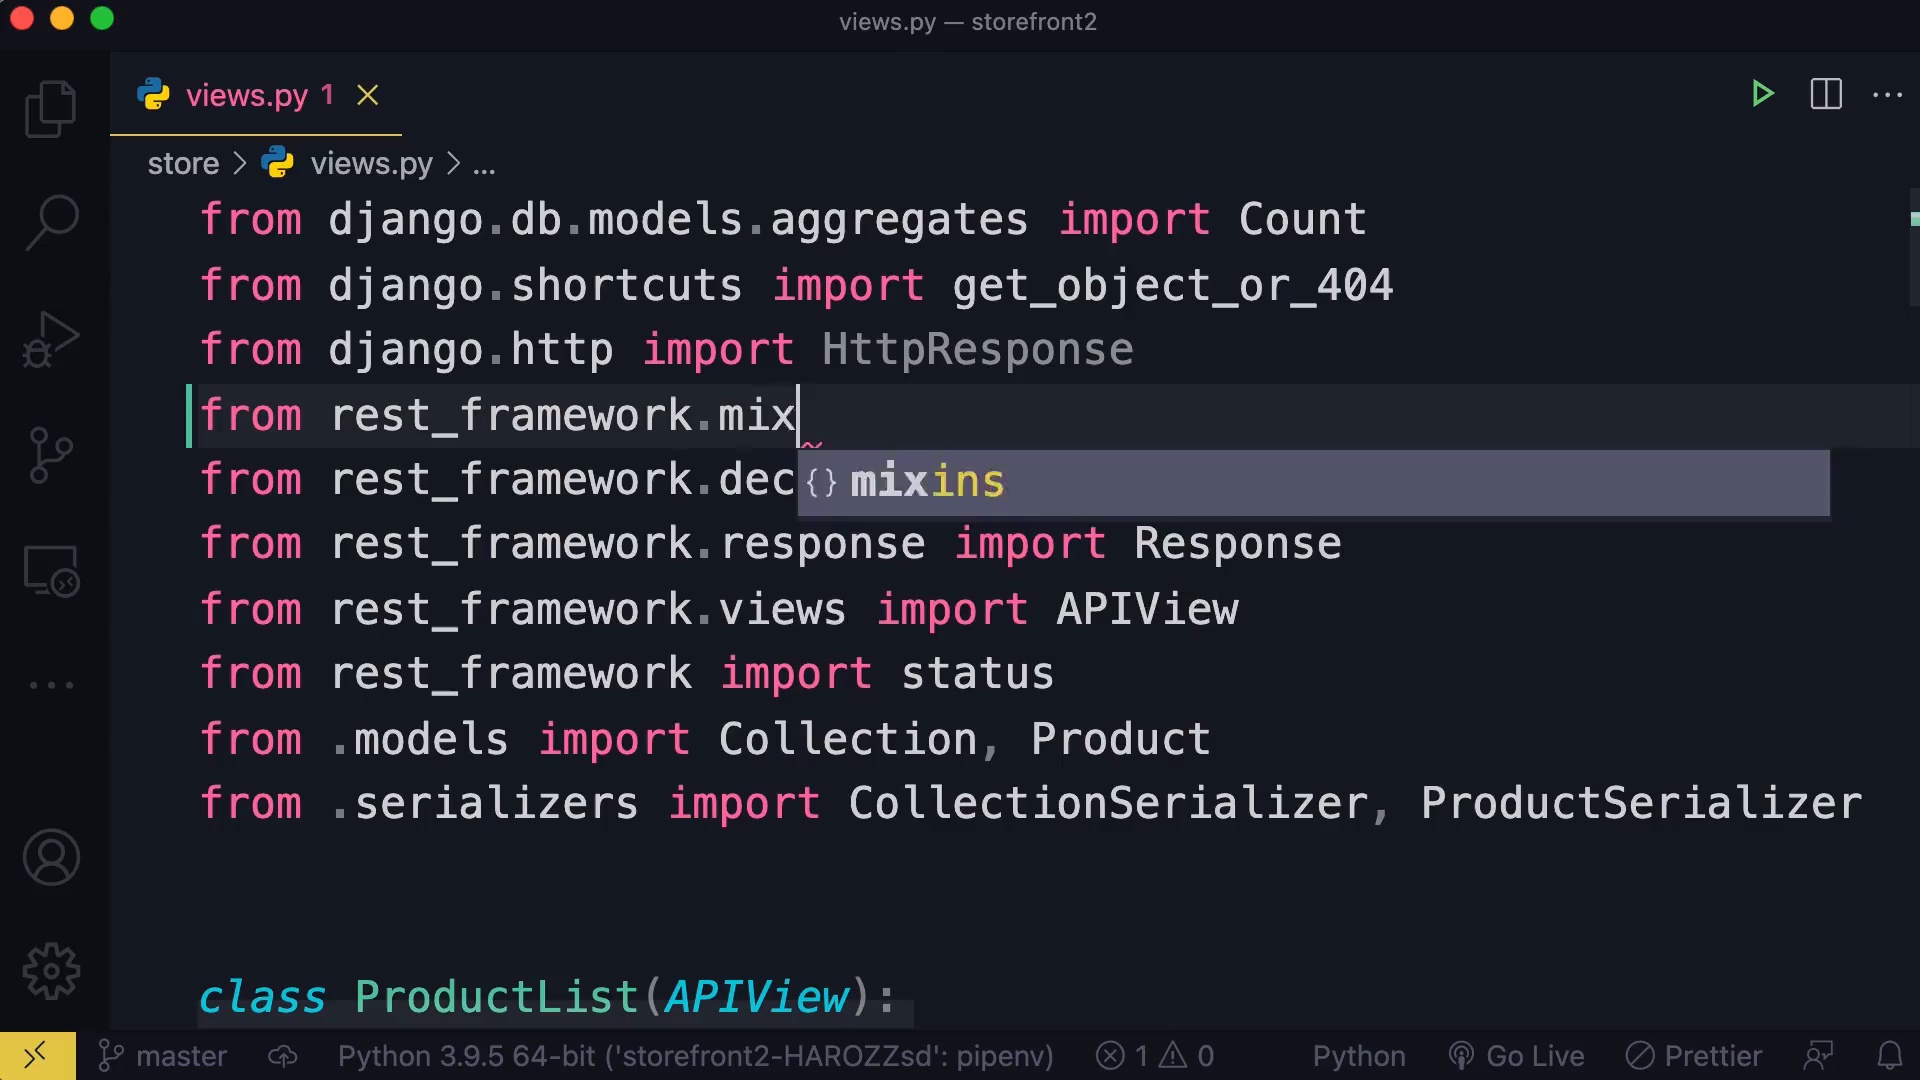 views.py — storefront2
views.py 1
store > views.py > ...
from django.db.models.aggregates import Count
from django.shortcuts import get_object_or_404
from django.http import HttpResponse
from rest_framework.mix
from rest_framework.dec
{} mixins
from rest_framework.response import Response
from rest_framework.views import APIView
from rest_framework import status
from .models import Collection, Product
from .serializers import CollectionSerializer, ProductSerializer
class ProductList(APIView):
master Python 3.9.5 64-bit ('storefront2-HAROZZsd': pipenv) 1 0 Python Go Live Prettier